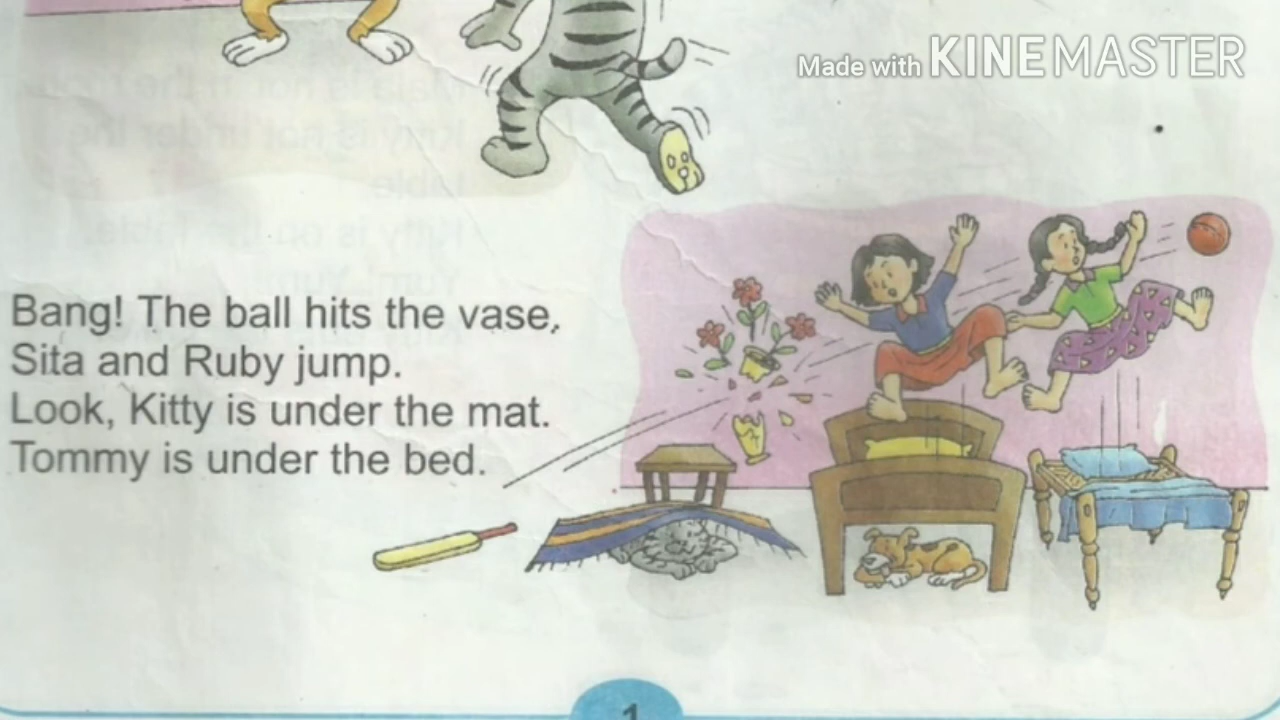 Made with KINEMASTER
Bang! The ball hits the vase,
Sita and Ruby jump.
Look, Kitty is under the mat.
Tommy is under the bed.
1